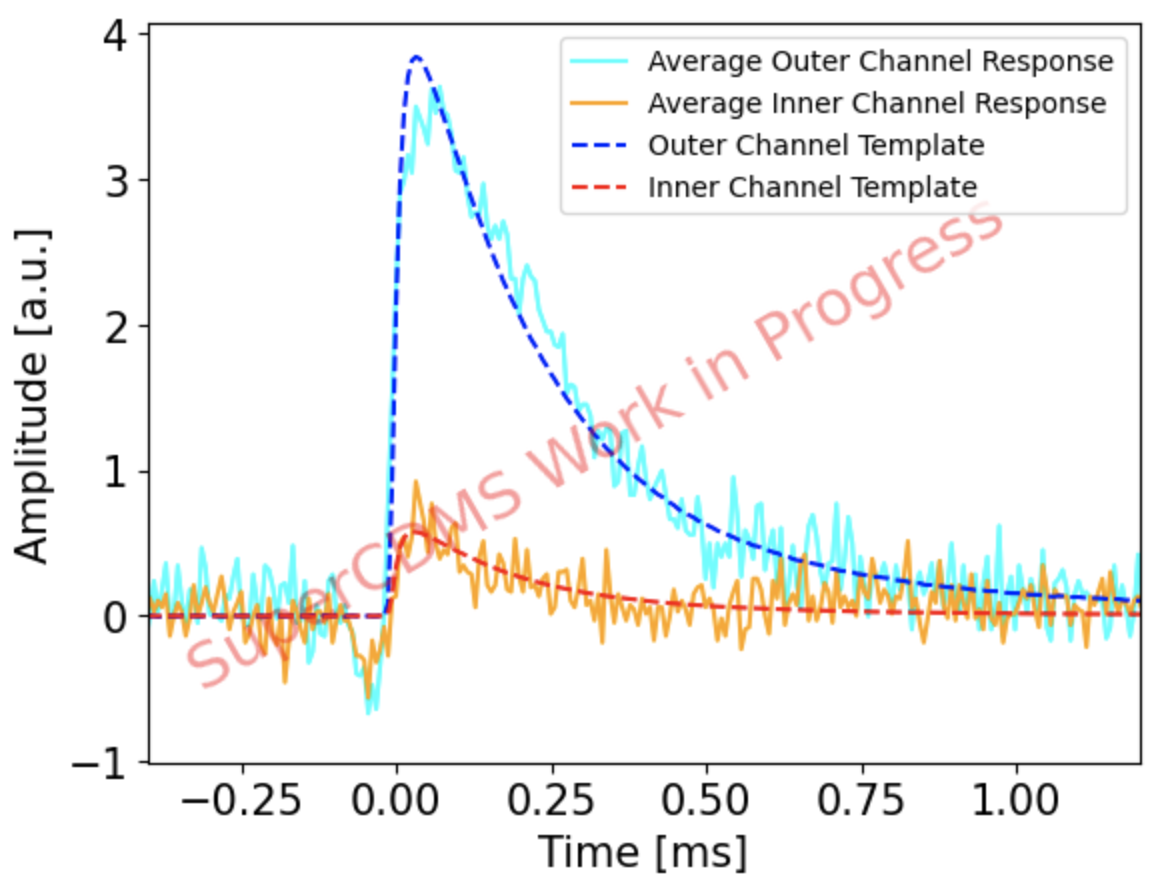 4
3
2
1
0
−1
Amplitude [a.u.]
Average Outer Channel Response
Average Inner Channel Response
Outer Channel Template
Inner Channel Template
SuperCDMS Work in Progress
−0.25 0.00 0.25 0.50 0.75 1.00
Time [ms]